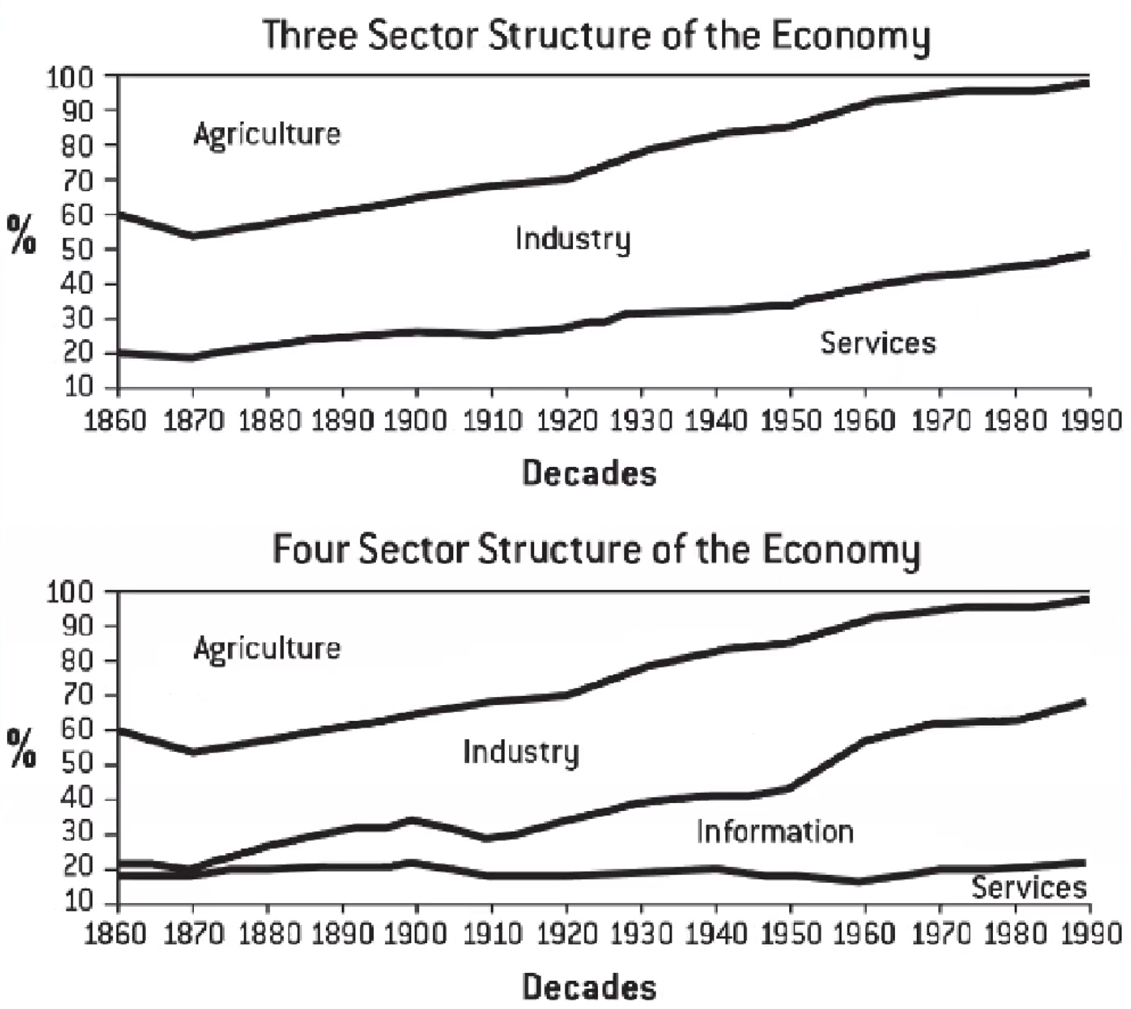 Three Sector Structure of the Economy
100
90
Agriculture
80
70
60
%
50
Industry
40
30
Services
20
10
1860 1870 1880 1890 1900 1910 1920 1930 1940 1950 1960 1970 1980 1990
Decades
Four Sector Structure of the Economy
100
90
Agriculture
80
70
60
%
50
Industry
40
30
Information
20
Services
10
1860 1870 1880 1890 1900 1910 1920 1930 1940 1950 1960 1970 1980 1990
Decades